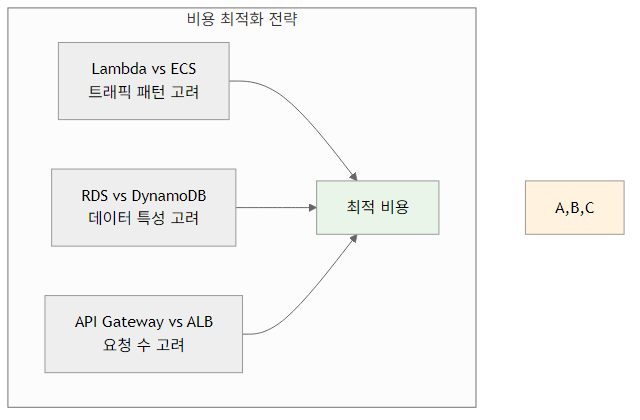 비용 최적화 전략
Lambda vs ECS
트래픽 패턴 고려
RDS vs DynamoDB
데이터 특성 고려
API Gateway vs ALB
요청 수 고려
최적 비용
A,B,C